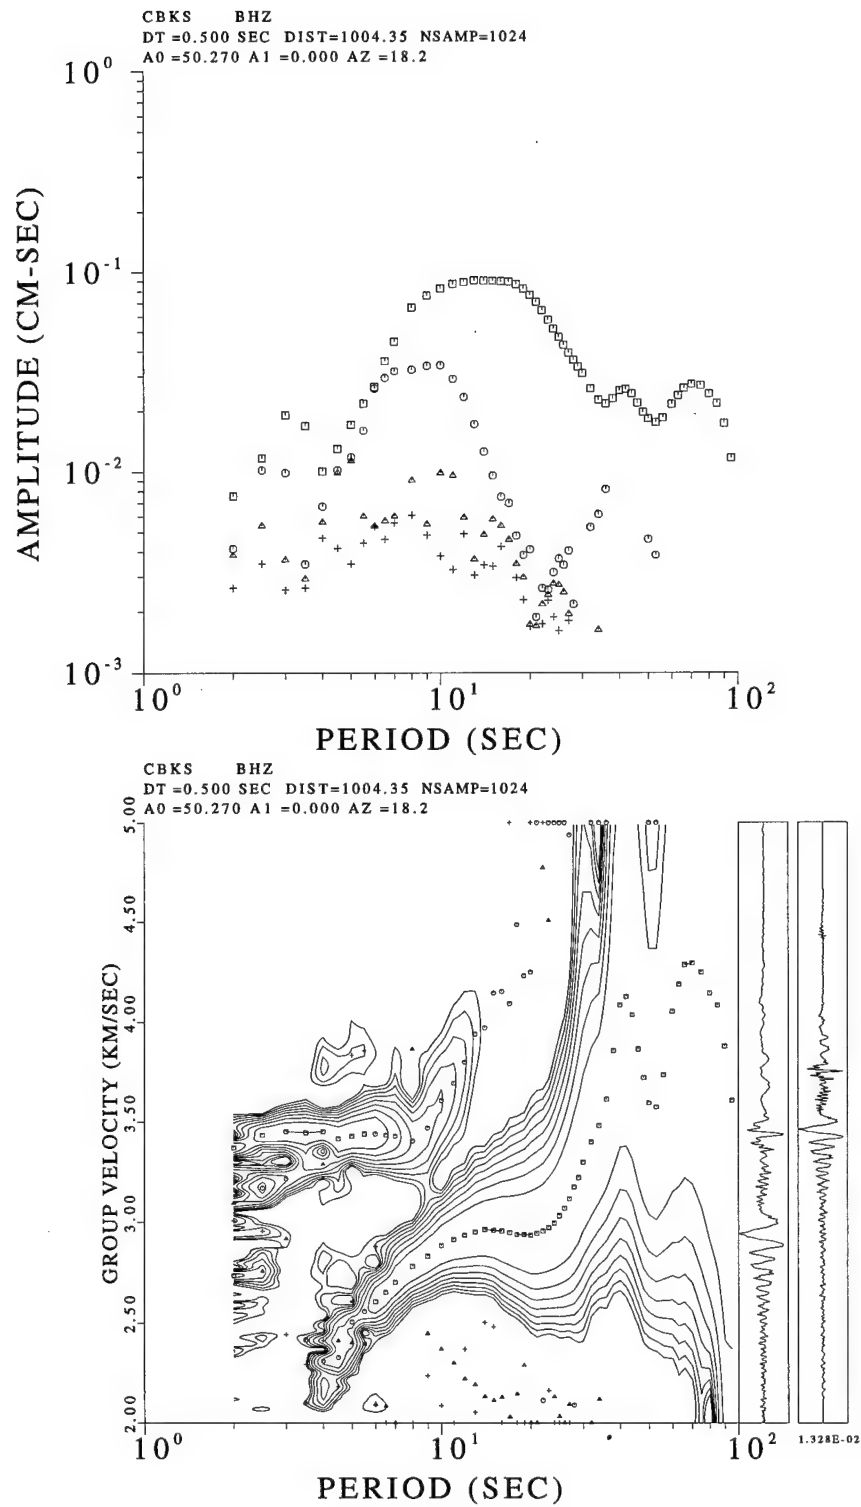 CBKS BHZ
DT =0.500 SEC DIST=1004.35 NSAMP=1024
A0 =50.270 A1 =0.000 AZ =18.2
10^0
10^-1
10^-2
10^-3
AMPLITUDE (CM-SEC)
10^0 10^1 10^2
PERIOD (SEC)
CBKS BHZ
DT =0.500 SEC DIST=1004.35 NSAMP=1024
A0 =50.270 A1 =0.000 AZ =18.2
5.00
4.50
4.00
3.50
3.00
2.50
2.00
GROUP VELOCITY (KM/SEC)
10^0 10^1 10^2
1.328E-02
PERIOD (SEC)